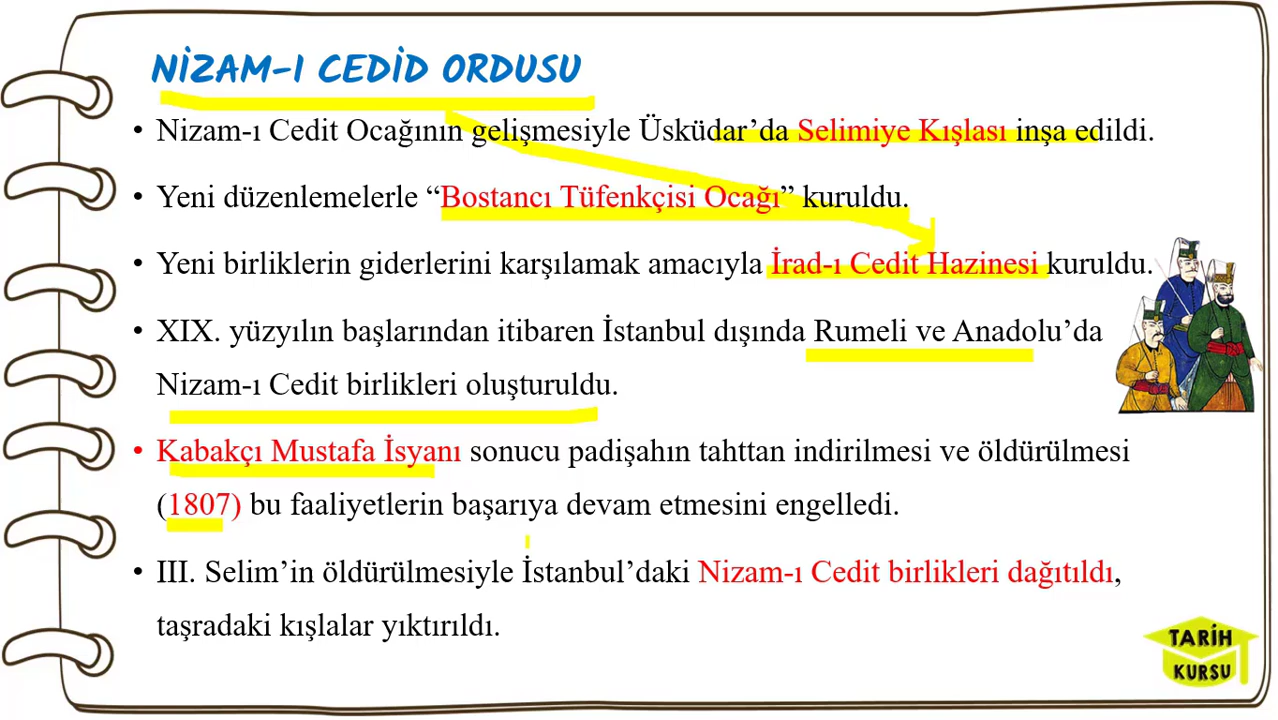 NİZAM-I CEDİD ORDUSU
• Nizam-ı Cedit Ocağının gelişmesiyle Üsküdar’da Selimiye Kışlası inşa edildi.
• Yeni düzenlemelerle “Bostancı Tüfenkçisi Ocağı” kuruldu.
• Yeni birliklerin giderlerini karşılamak amacıyla İrad-ı Cedit Hazinesi kuruldu.
• XIX. yüzyılın başlarından itibaren İstanbul dışında Rumeli ve Anadolu’da
Nizam-ı Cedit birlikleri oluşturuldu.
• Kabakçı Mustafa İsyanı sonucu padişahın tahttan indirilmesi ve öldürülmesi
(1807) bu faaliyetlerin başarıya devam etmesini engelledi.
• III. Selim’in öldürülmesiyle İstanbul’daki Nizam-ı Cedit birlikleri dağıtıldı,
taşradaki kışlalar yıktırıldı.
TARİH
KURSU